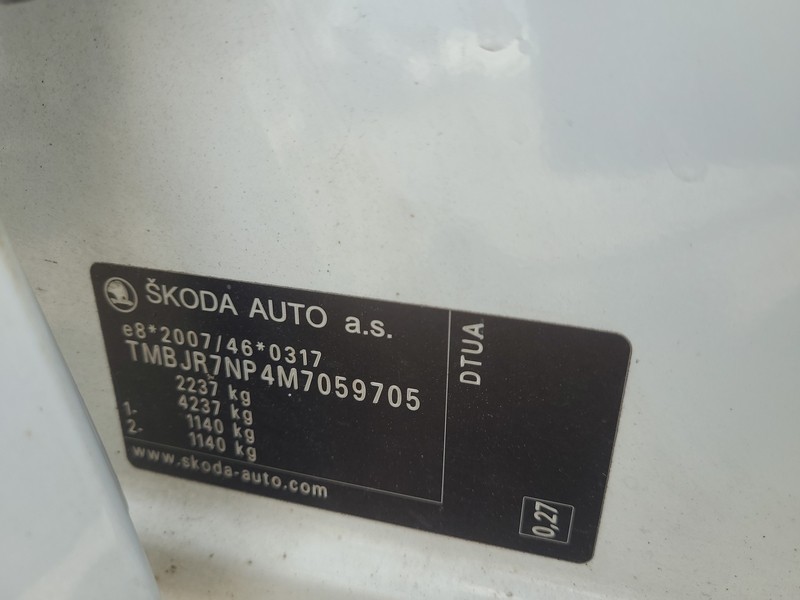 ŠKODA AUTO a.s.
e8*2007/46*0317
TMBJR7NP4M7059705
2237 kg
4237 kg
1- 1140 kg
2- 1140 kg
www.skoda-auto.com
DTUA
0,27